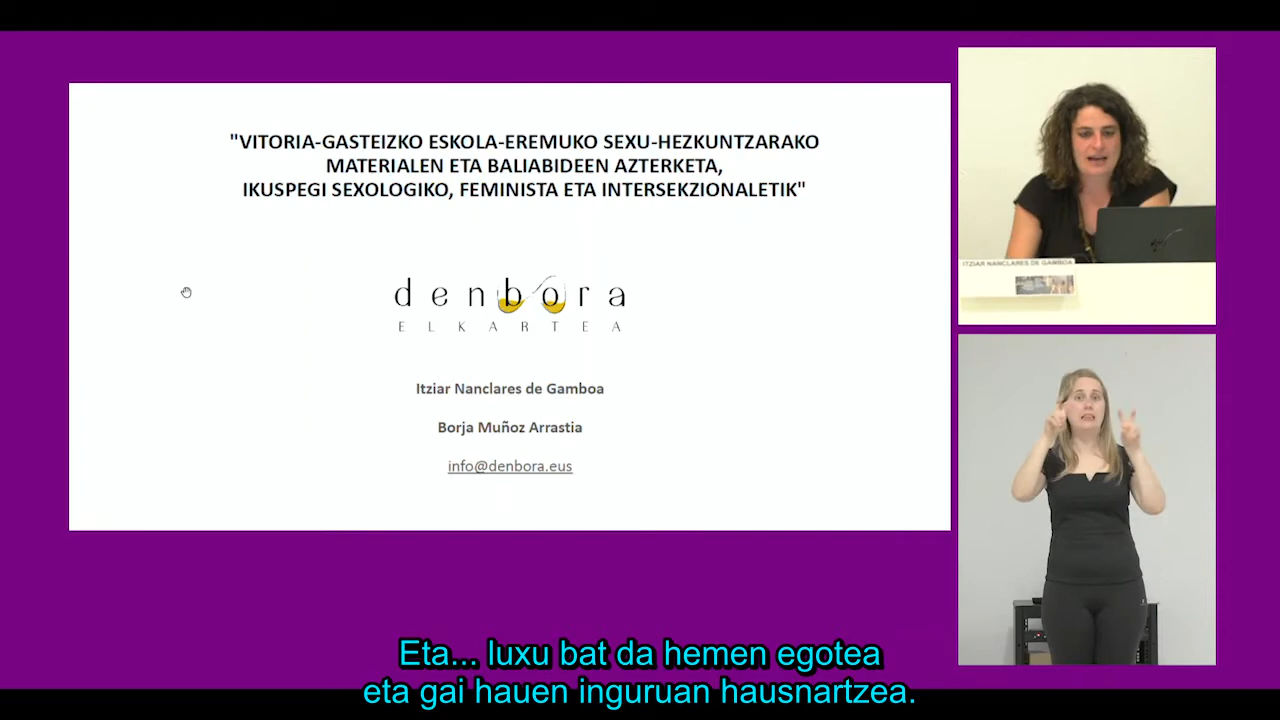 "VITORIA-GASTEIZKO ESKOLA-EREMUKO SEXU-HEZKUNTZARAKO
MATERIALEN ETA BALIABIDEEN AZTERKETA,
IKUSPEGI SEXOLOGIKO, FEMINISTA ETA INTERSEKZIONALETIK"
denbora
ELKARTEA
Itziar Nanclares de Gamboa
Borja Muñoz Arrastia
info@denbora.eus
ITZIAR NANCLARES DE GAMBOA
Eta... luxu bat da hemen egotea
eta gai hauen inguruan hausnartzea.